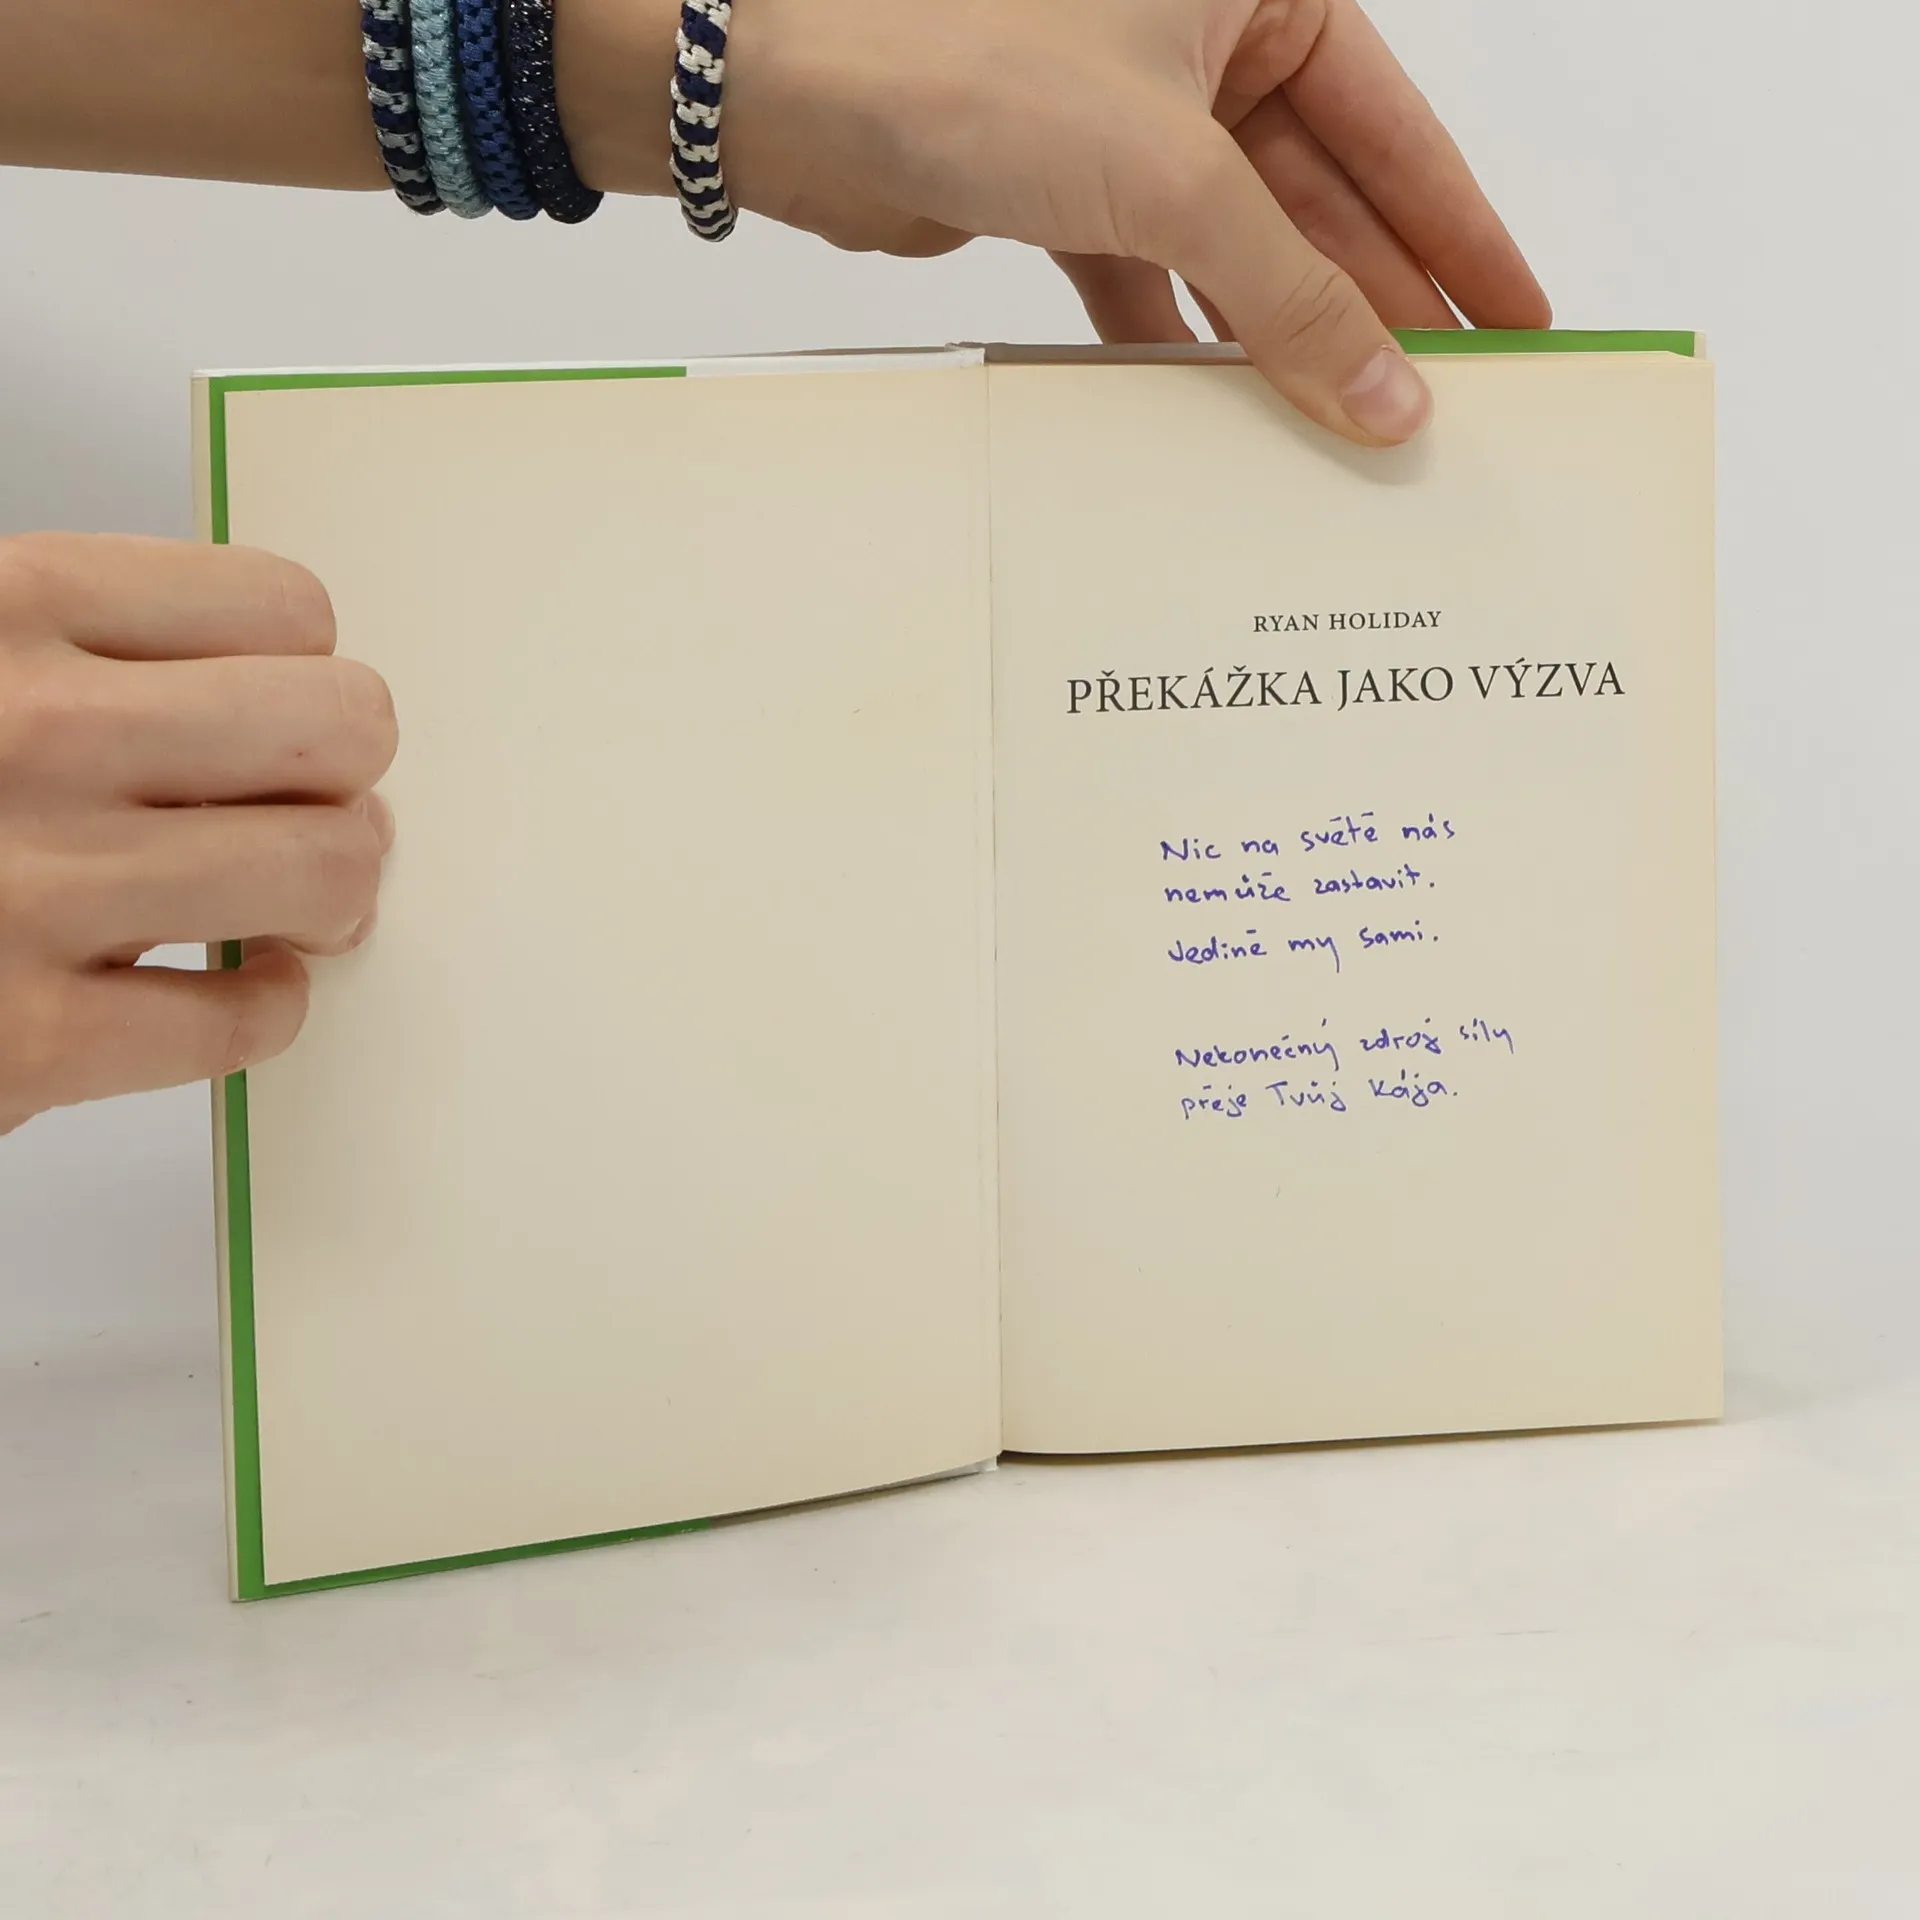 RYAN HOLIDAY
PŘEKÁŽKA JAKO VÝZVA
Nic na světě nás
nemůže zastavit.
Jedině my sami.
Nekonečný zdroj síly
přeje Tvůj Kája.